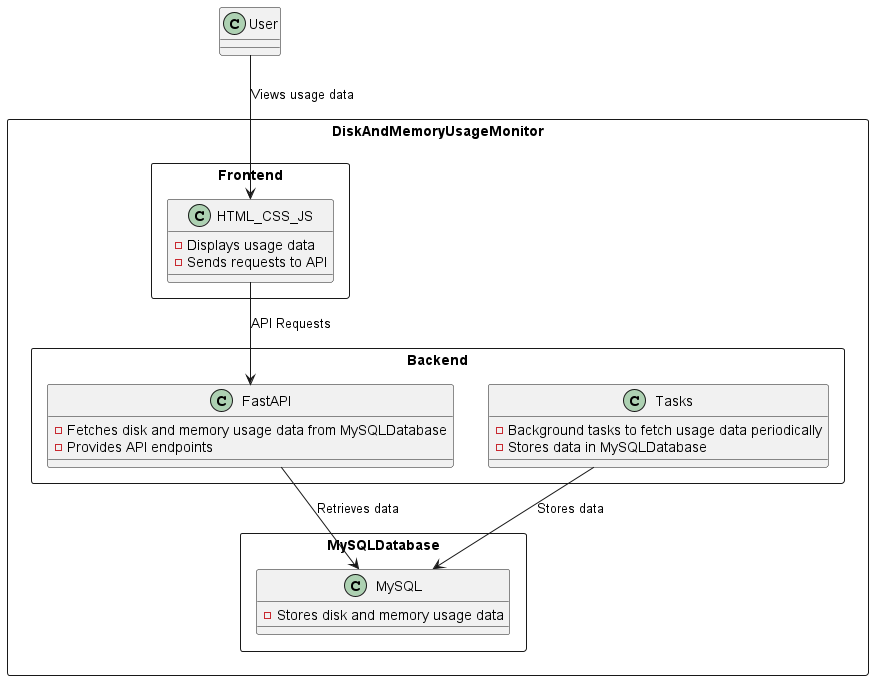 C User
Views usage data
DiskAndMemoryUsageMonitor
Frontend
C HTML_CSS_JS
Displays usage data
Sends requests to API
API Requests
Backend
C FastAPI
Fetches disk and memory usage data from MySQLDatabase
Provides API endpoints
C Tasks
Background tasks to fetch usage data periodically
Stores data in MySQLDatabase
Retrieves data
Stores data
MySQLDatabase
C MySQL
Stores disk and memory usage data